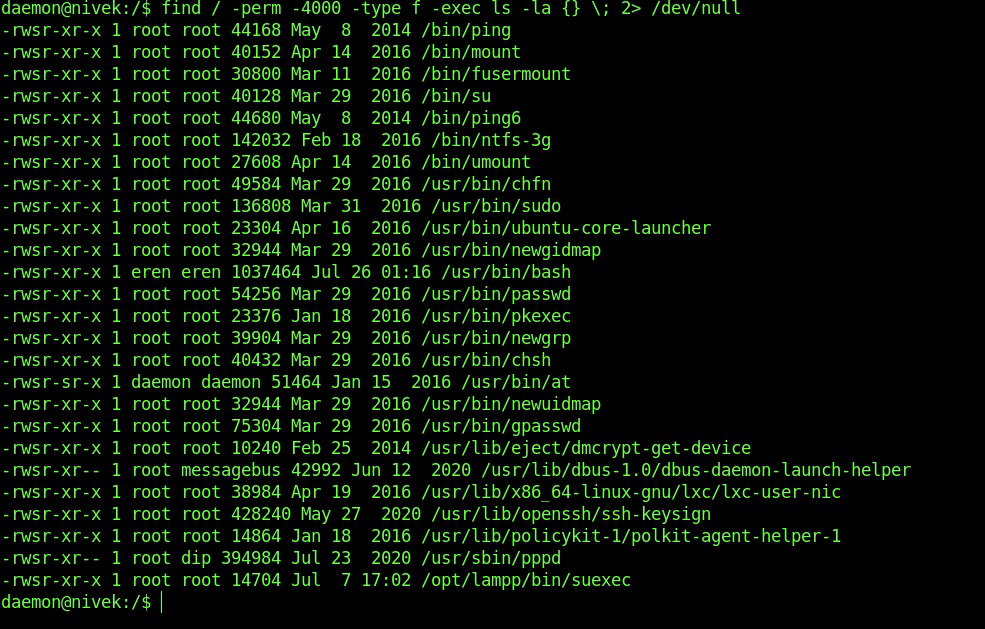 daemon@nivek:/$ find / -perm -4000 -type f -exec ls -la {} \; 2> /dev/null
-rwsr-xr-x 1 root root 44168 May  8  2014 /bin/ping
-rwsr-xr-x 1 root root 40152 Apr 14  2016 /bin/mount
-rwsr-xr-x 1 root root 30800 Mar 11  2016 /bin/fusermount
-rwsr-xr-x 1 root root 40128 Mar 29  2016 /bin/su
-rwsr-xr-x 1 root root 44680 May  8  2014 /bin/ping6
-rwsr-xr-x 1 root root 142032 Feb 18  2016 /bin/ntfs-3g
-rwsr-xr-x 1 root root 27608 Apr 14  2016 /bin/umount
-rwsr-xr-x 1 root root 49584 Mar 29  2016 /usr/bin/chfn
-rwsr-xr-x 1 root root 136808 Mar 31  2016 /usr/bin/sudo
-rwsr-xr-x 1 root root 23304 Apr 16  2016 /usr/bin/ubuntu-core-launcher
-rwsr-xr-x 1 root root 32944 Mar 29  2016 /usr/bin/newgidmap
-rwsr-xr-x 1 eren eren 1037464 Jul 26 01:16 /usr/bin/bash
-rwsr-xr-x 1 root root 54256 Mar 29  2016 /usr/bin/passwd
-rwsr-xr-x 1 root root 23376 Jan 18  2016 /usr/bin/pkexec
-rwsr-xr-x 1 root root 39904 Mar 29  2016 /usr/bin/newgrp
-rwsr-xr-x 1 root root 40432 Mar 29  2016 /usr/bin/chsh
-rwsr-sr-x 1 daemon daemon 51464 Jan 15  2016 /usr/bin/at
-rwsr-xr-x 1 root root 32944 Mar 29  2016 /usr/bin/newuidmap
-rwsr-xr-x 1 root root 75304 Mar 29  2016 /usr/bin/gpasswd
-rwsr-xr-x 1 root root 10240 Feb 25  2014 /usr/lib/eject/dmcrypt-get-device
-rwsr-xr-- 1 root messagebus 42992 Jun 12  2020 /usr/lib/dbus-1.0/dbus-daemon-launch-helper
-rwsr-xr-x 1 root root 38984 Apr 19  2016 /usr/lib/x86_64-linux-gnu/lxc/lxc-user-nic
-rwsr-xr-x 1 root root 428240 May 27  2020 /usr/lib/openssh/ssh-keysign
-rwsr-xr-x 1 root root 14864 Jan 18  2016 /usr/lib/policykit-1/polkit-agent-helper-1
-rwsr-xr-- 1 root dip 394984 Jul 23  2020 /usr/sbin/pppd
-rwsr-xr-x 1 root root 14704 Jul  7 17:02 /opt/lampp/bin/suexec
daemon@nivek:/$